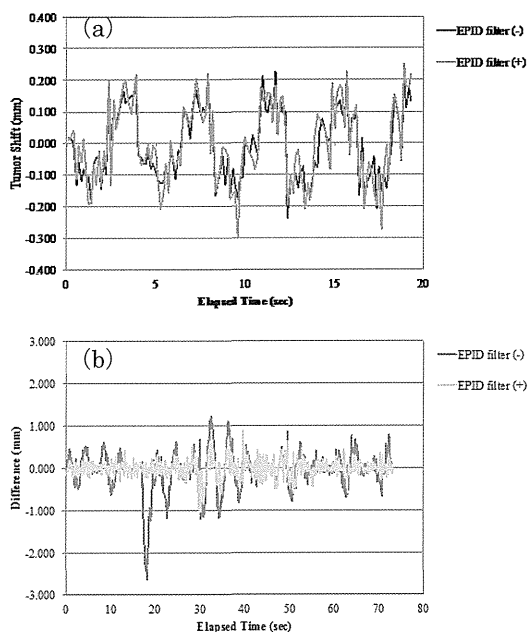 (a)
0.400
0.300
0.200
0.100
0.000
-0.100
-0.200
-0.300
-0.400
Tumor Shift (mm)
0 5 10 15 20
Elapsed Time (sec)
EPID filter (-)
EPID filter (+)
(b)
3.000
2.000
1.000
0.000
-1.000
-2.000
-3.000
Difference (mm)
0 10 20 30 40 50 60 70 80
Elapsed Time (sec)
EPID filter (-)
EPID filter (+)